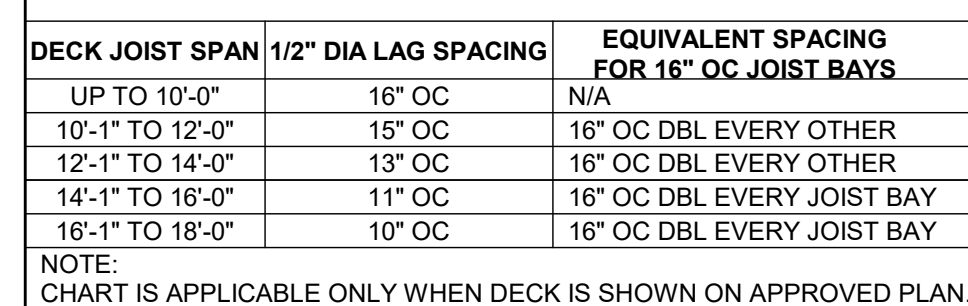 DECK JOIST SPAN 1/2" DIA LAG SPACING EQUIVALENT SPACING
FOR 16" OC JOIST BAYS
UP TO 10'-0" 16" OC N/A
10'-1" TO 12'-0" 15" OC 16" OC DBL EVERY OTHER
12'-1" TO 14'-0" 13" OC 16" OC DBL EVERY OTHER
14'-1" TO 16'-0" 11" OC 16" OC DBL EVERY JOIST BAY
16'-1" TO 18'-0" 10" OC 16" OC DBL EVERY JOIST BAY
NOTE:
CHART IS APPLICABLE ONLY WHEN DECK IS SHOWN ON APPROVED PLAN.